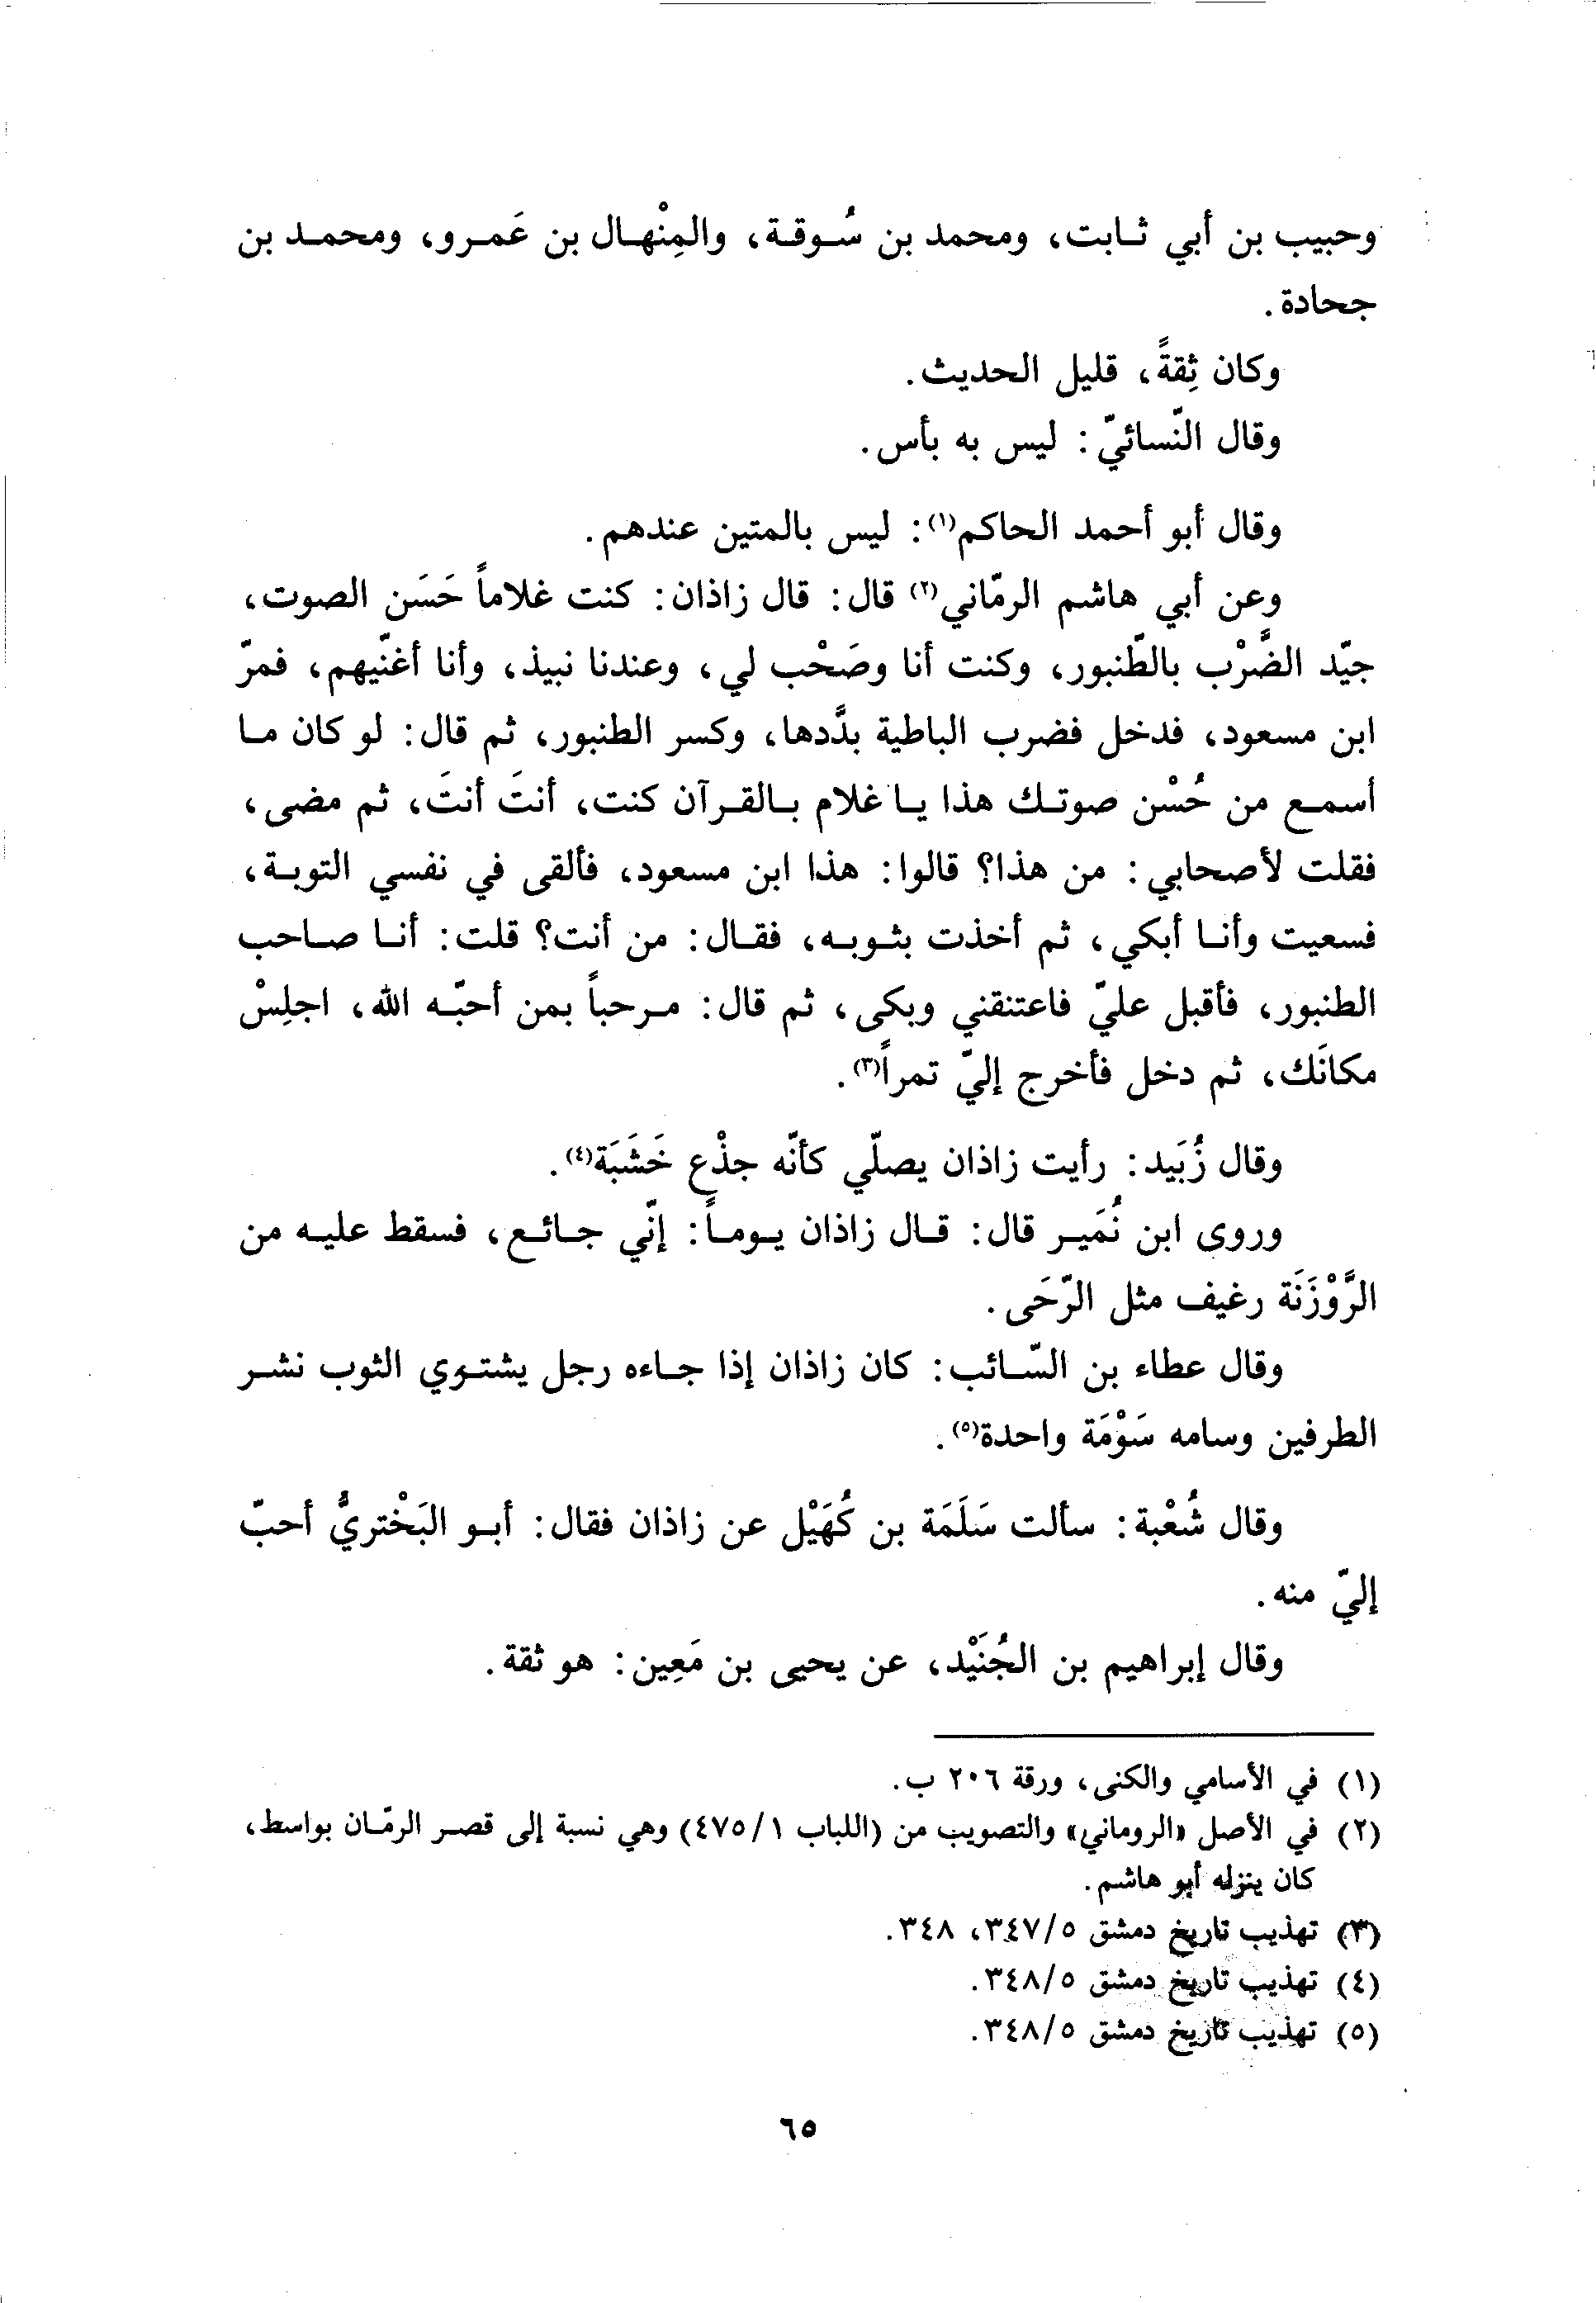 وحبيب بن أبي ثابت، ومحمد بن سُوقة، والمِنْهال بن عَمرو، ومحمد بن
جحادة.
وكان ثِقةً، قليل الحديث.
وقال النّسائيّ: ليس به بأس.
وقال أبو أحمد الحاكم(١): ليس بالمتين عندهم.
وعن أبي هاشم الرمّاني(٢) قال: قال زاذان: كنت غلاماً حَسَن الصوت،
جيّد الضَّرْب بالطّنبور، وكنت أنا وصَحْب لي، وعندنا نبيذ، وأنا أغنّيهم، فمرّ
ابن مسعود، فدخل فضرب الباطية بدَّدها، وكسر الطنبور، ثم قال: لو كان ما
أسمع من حُسْن صوتك هذا يا غلام بالقرآن كنت، أنتَ أنتَ، ثم مضى،
فقلت لأصحابي: من هذا؟ قالوا: هذا ابن مسعود، فألقى في نفسي التوبة،
فسعيت وأنا أبكي، ثم أخذت بثوبه، فقال: من أنت؟ قلت: أنا صاحب
الطنبور، فأقبل عليّ فاعتنقني وبكى، ثم قال: مرحباً بمن أحبّه الله، اجلِسْ
مكانَك، ثم دخل فأخرج إليّ تمراً(٣).
وقال زُبَيد: رأيت زاذان يصلّي كأنّه جذْع خَشَبَة(٤).
وروى ابن نُمَير قال: قال زاذان يوماً: إنّي جائع، فسقط عليه من
الرَّوْزَنَة رغيف مثل الرّحَى.
وقال عطاء بن السّائب: كان زاذان إذا جاءه رجل يشتوي الثوب نشر
الطرفين وسامه سَوْمَة واحدة(٥).
وقال شُعْبة: سألت سَلَمَة بن كُهَيْل عن زاذان فقال: أبو البَخْتريُّ أحبّ
إليّ منه.
وقال إبراهيم بن الجُنَيْد، عن يحيى بن مَعِين: هو ثقة.
(١) في الأسامي والكنى، ورقة ٢٠٦ ب.
(٢) في الأصل «الروماني» والتصويب من (اللباب ٤٧٥/١) وهي نسبة إلى قصر الرمّان بواسط،
كان ينزله أبو هاشم.
(٣) تهذيب تاريخ دمشق ٣٤٧/٥، ٣٤٨.
(٤) تهذيب تاريخ دمشق ٣٤٨/٥.
(٥) تهذيب تاريخ دمشق ٣٤٨/٥.
٦٥